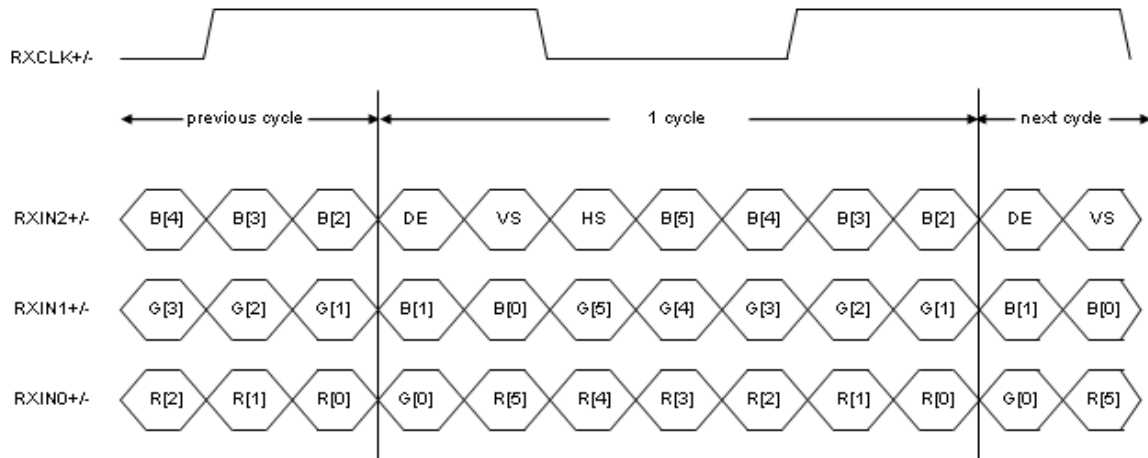 RXCLK+/-
previous cycle 1 cycle next cycle
RXIN2+/- B[4] B[3] B[2] DE VS HS B[5] B[4] B[3] B[2] DE VS
RXIN1+/- G[3] G[2] G[1] B[1] B[0] G[5] G[4] G[3] G[2] G[1] B[1] B[0]
RXIN0+/- R[2] R[1] R[0] G[0] R[5] R[4] R[3] R[2] R[1] R[0] G[0] R[5]